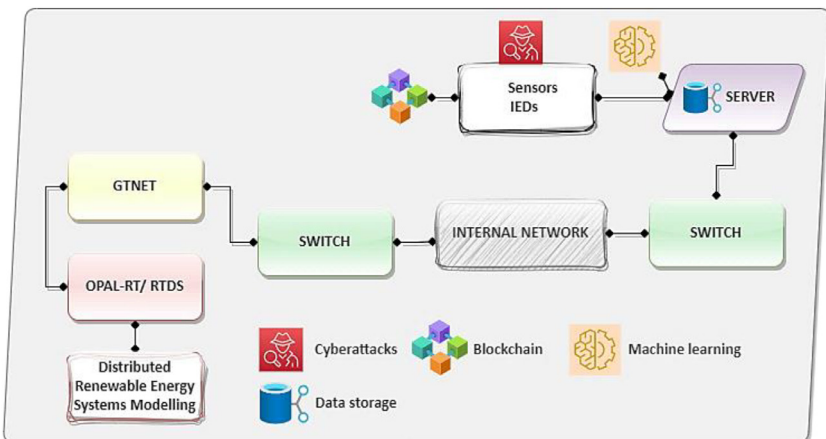 Sensors
IEDs
SERVER
GTNET
SWITCH
INTERNAL NETWORK
SWITCH
OPAL-RT/ RTDS
Distributed
Renewable Energy
Systems Modelling
Cyberattacks
Blockchain
Machine learning
Data storage